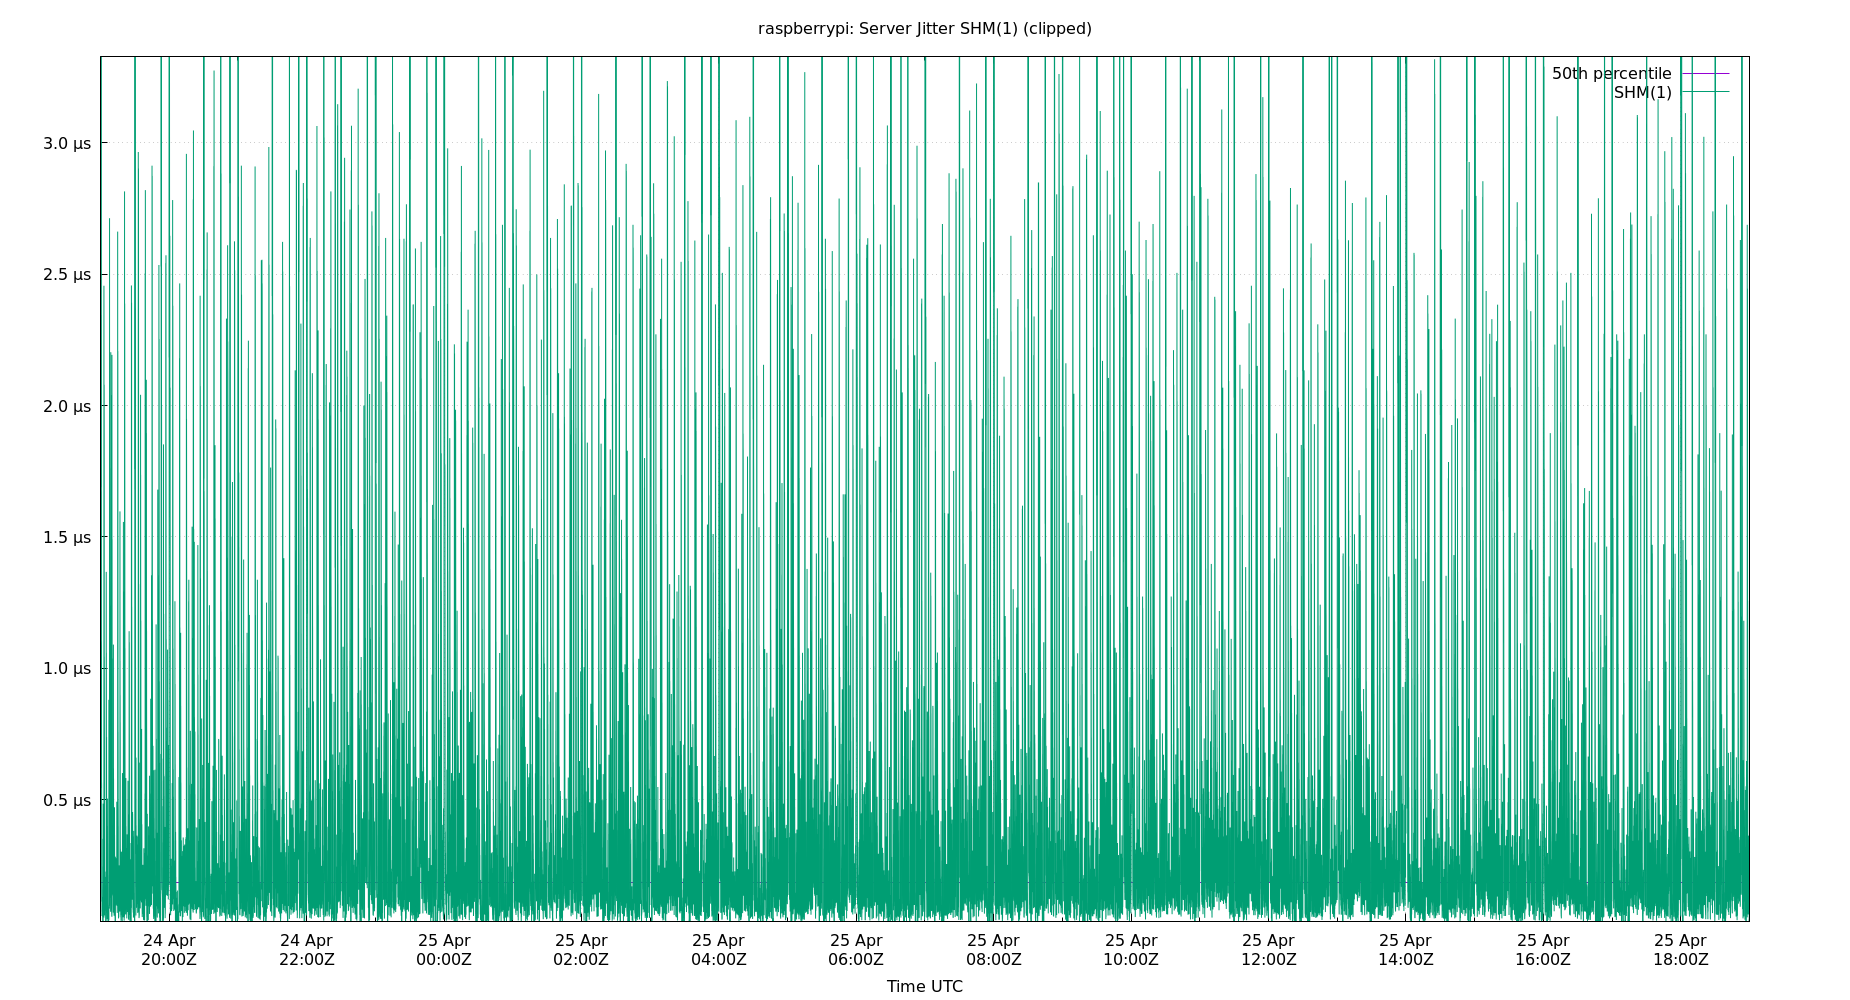 raspberrypi: Server Jitter SHM(1) (clipped)
50th percentile
SHM(1)
3.0 µs
2.5 µs
2.0 µs
1.5 µs
1.0 µs
0.5 µs
24 Apr 24 Apr 25 Apr 25 Apr 25 Apr 25 Apr 25 Apr 25 Apr 25 Apr 25 Apr 25 Apr 25 Apr
20:00Z 22:00Z 00:00Z 02:00Z 04:00Z 06:00Z 08:00Z 10:00Z 12:00Z 14:00Z 16:00Z 18:00Z
Time UTC